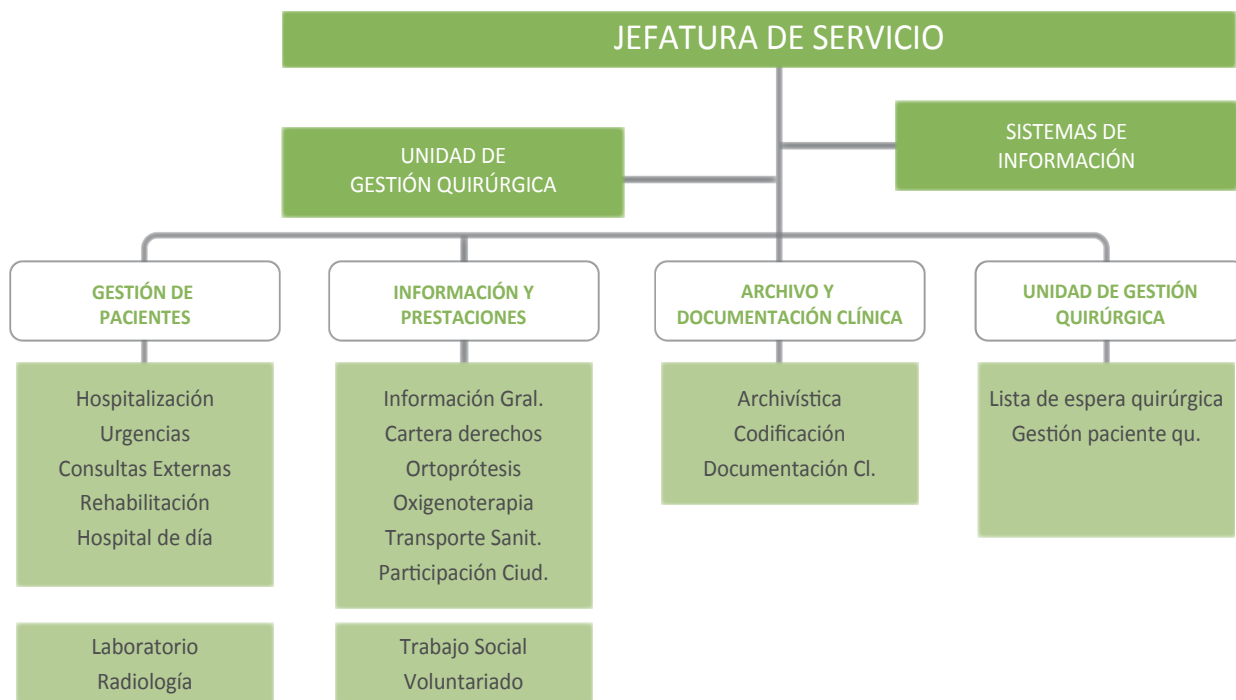 JEFATURA DE SERVICIO
UNIDAD DE
GESTIÓN QUIRÚRGICA
SISTEMAS DE
INFORMACIÓN
GESTIÓN DE
PACIENTES
Hospitalización
Urgencias
Consultas Externas
Rehabilitación
Hospital de día
Laboratorio
Radiología
INFORMACIÓN Y
PRESTACIONES
Información Gral.
Cartera derechos
Ortoprótesis
Oxigenoterapia
Transporte Sanit.
Participación Ciud.
Trabajo Social
Voluntariado
ARCHIVO Y
DOCUMENTACIÓN CLÍNICA
Archivística
Codificación
Documentación Cl.
UNIDAD DE GESTIÓN
QUIRÚRGICA
Lista de espera quirúrgica
Gestión paciente qu.